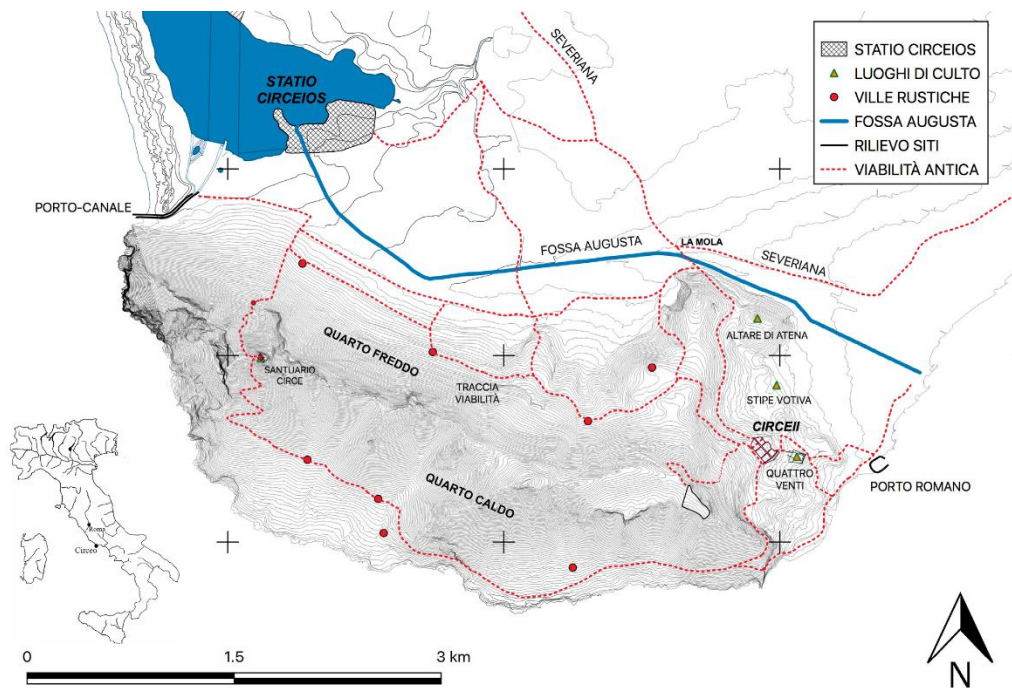 STATIO
CIRCEIOS
SEVERIANA
STATIO CIRCEIOS
LUOGHI DI CULTO
VILLE RUSTICHE
FOSSA AUGUSTA
RILIEVO SITI
VIABILITÀ ANTICA
PORTO-CANALE
FOSSA AUGUSTA
LA MOLA
SEVERIANA
ALTARE DI ATENA
QUARTO FREDDO
SANTUARIO
CIRCE
TRACCIA
VIABILITÀ
STIPE VOTIVA
CIRCEII
QUATTRO
VENTI
PORTO ROMANO
QUARTO CALDO
Roma
Circeo
0
1.5
3 km
N